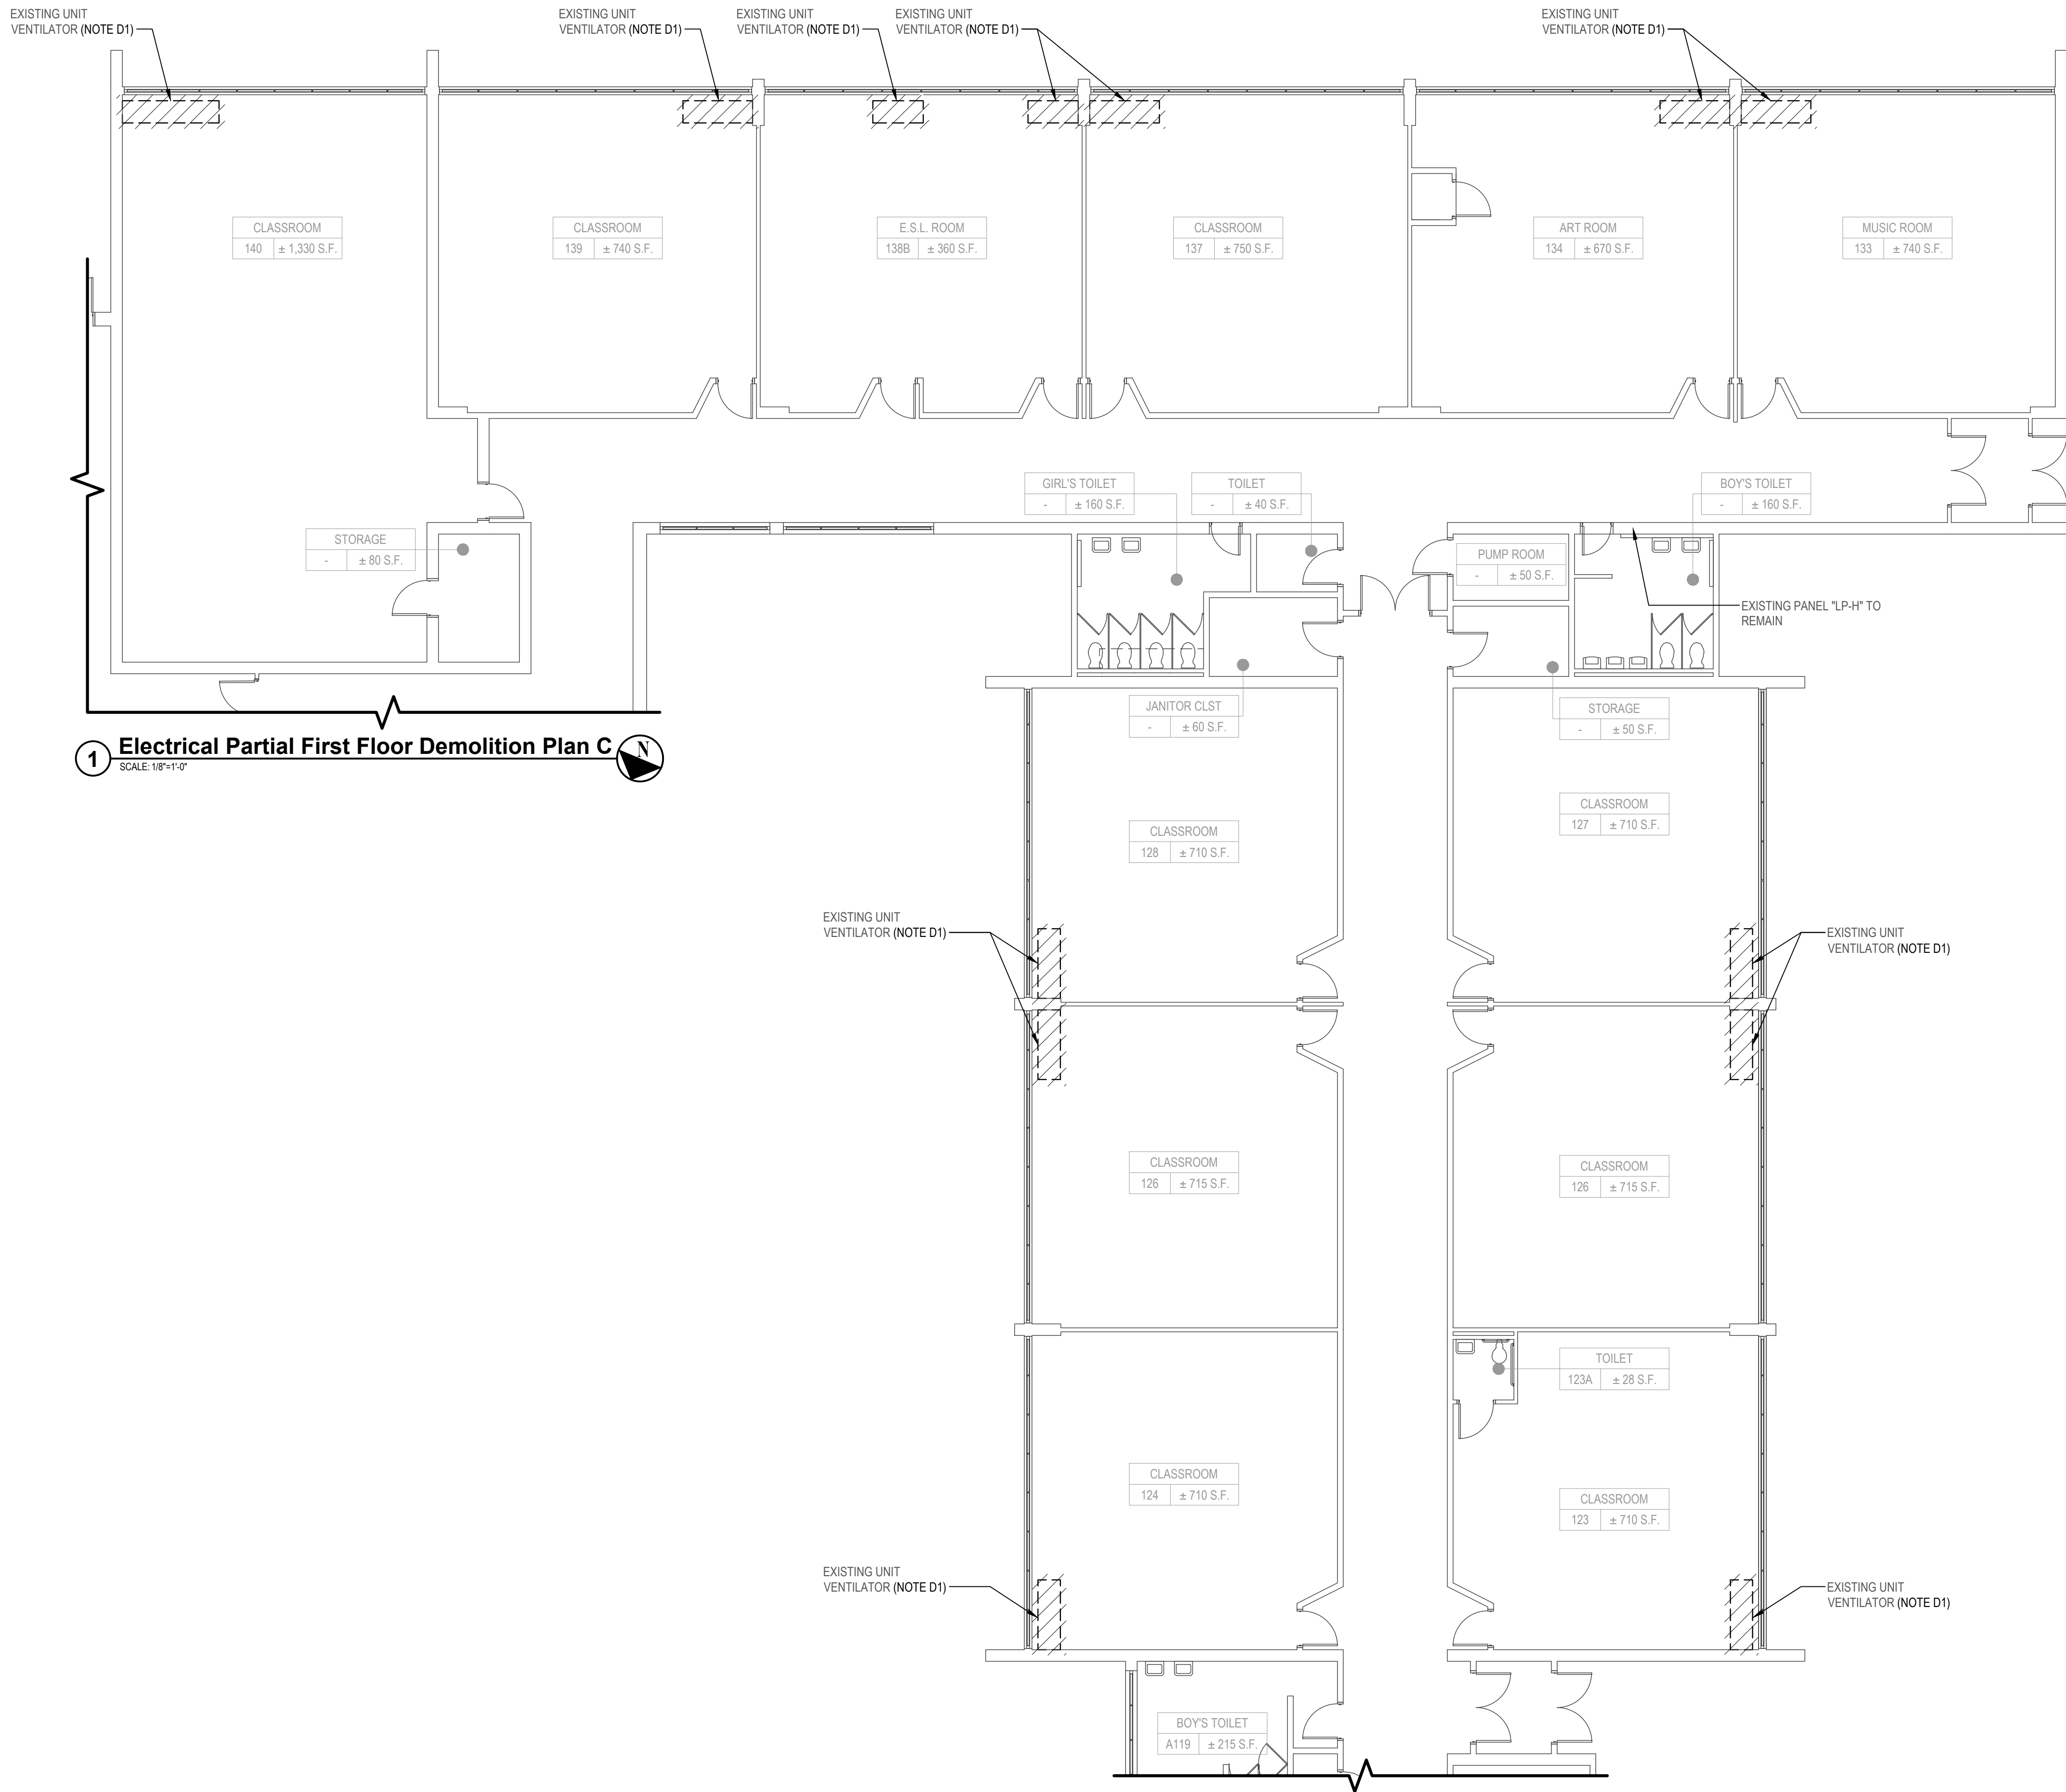 EXISTING UNIT
VENTILATOR (NOTE D1)
EXISTING UNIT
VENTILATOR (NOTE D1)
EXISTING UNIT
VENTILATOR (NOTE D1)
EXISTING UNIT
VENTILATOR (NOTE D1)
EXISTING UNIT
VENTILATOR (NOTE D1)
CLASSROOM
140 ± 1,330 S.F.
CLASSROOM
139 ± 740 S.F.
E.S.L. ROOM
138B ± 360 S.F.
CLASSROOM
137 ± 750 S.F.
ART ROOM
134 ± 670 S.F.
MUSIC ROOM
133 ± 740 S.F.
GIRL'S TOILET
- ± 160 S.F.
TOILET
- ± 40 S.F.
BOY'S TOILET
- ± 160 S.F.
STORAGE
- ± 80 S.F.
PUMP ROOM
- ± 50 S.F.
EXISTING PANEL "LP-H" TO
REMAIN
JANITOR CLST
- ± 60 S.F.
STORAGE
- ± 50 S.F.
1 Electrical Partial First Floor Demolition Plan C N
SCALE: 1/8"=1'-0"
CLASSROOM
128 ± 710 S.F.
CLASSROOM
127 ± 710 S.F.
EXISTING UNIT
VENTILATOR (NOTE D1)
EXISTING UNIT
VENTILATOR (NOTE D1)
CLASSROOM
126 ± 715 S.F.
CLASSROOM
126 ± 715 S.F.
TOILET
123A ± 28 S.F.
CLASSROOM
124 ± 710 S.F.
CLASSROOM
123 ± 710 S.F.
EXISTING UNIT
VENTILATOR (NOTE D1)
EXISTING UNIT
VENTILATOR (NOTE D1)
BOY'S TOILET
A119 ± 215 S.F.